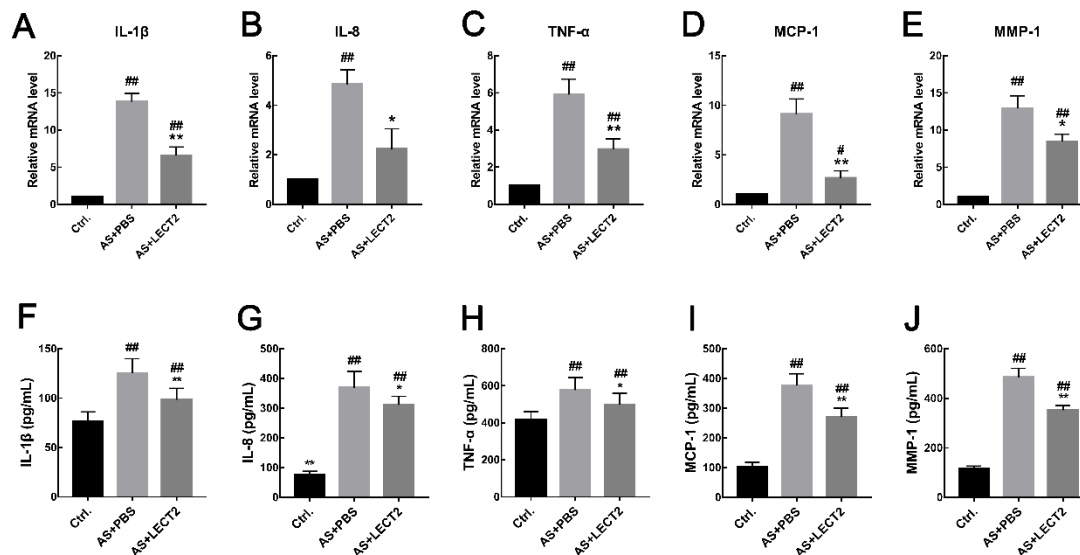 A
IL-1β
Relative mRNA level
20
15
10
5
0
##
##
**
Ctrl.
AS+PBS
AS+LECT2
B
IL-8
Relative mRNA level
6
4
2
0
##
*
Ctrl.
AS+PBS
AS+LECT2
C
TNF-α
Relative mRNA level
8
6
4
2
0
##
##
**
Ctrl.
AS+PBS
AS+LECT2
D
MCP-1
Relative mRNA level
15
10
5
0
##
#
**
Ctrl.
AS+PBS
AS+LECT2
E
MMP-1
Relative mRNA level
20
15
10
5
0
##
##
*
Ctrl.
AS+PBS
AS+LECT2
F
IL-1β (pg/mL)
150
100
50
0
##
##
**
Ctrl.
AS+PBS
AS+LECT2
G
IL-8 (pg/mL)
500
400
300
200
100
0
**
##
##
*
Ctrl.
AS+PBS
AS+LECT2
H
TNF-α (pg/mL)
800
600
400
200
0
##
##
*
Ctrl.
AS+PBS
AS+LECT2
I
MCP-1 (pg/mL)
500
400
300
200
100
0
##
##
**
Ctrl.
AS+PBS
AS+LECT2
J
MMP-1 (pg/mL)
600
400
200
0
##
##
**
Ctrl.
AS+PBS
AS+LECT2